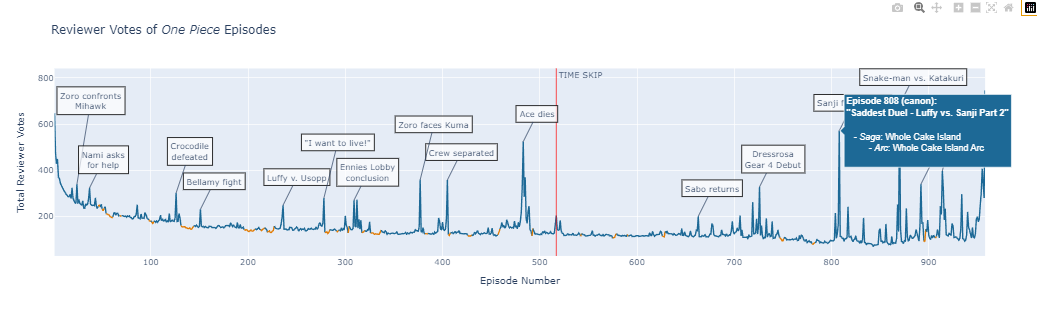 Reviewer Votes of One Piece Episodes
Snake-man vs. Katakuri
TIME SKIP
800
600
400
200
Total Reviewer Votes
Zoro confronts
Mihawk
Nami asks
for help
Crocodile
defeated
Bellamy fight
"I want to live!"
Luffy v. Usopp
Ennies Lobby
conclusion
Zoro faces Kuma
Crew separated
Ace dies
Sabo returns
Dressrosa
Gear 4 Debut
Sanji
Episode 808 (canon):
"Saddest Duel - Luffy vs. Sanji Part 2"
- Saga: Whole Cake Island
- Arc: Whole Cake Island Arc
100
200
300
400
500
600
700
800
900
Episode Number